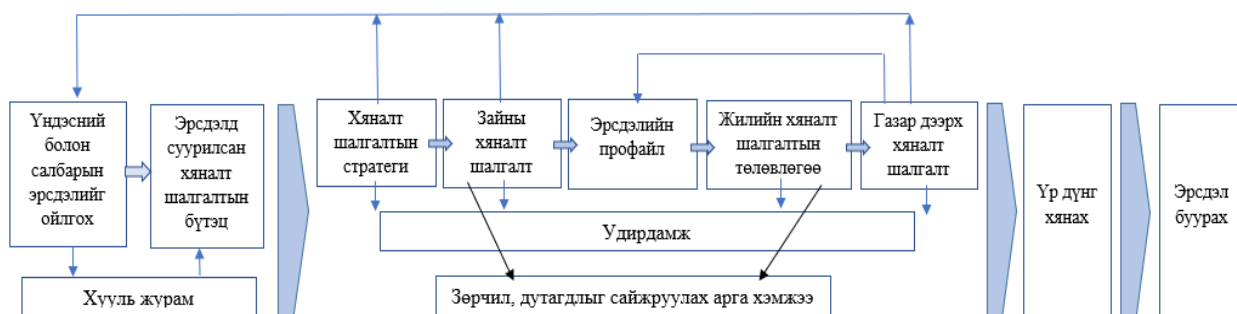 Үндэсний
болон
салбарын
эрсдэлийг
ойлгох
Эрсдэлд
суурилсан
хяналт
шалгалтын
бүтэц
Хууль журам
Хяналт
шалгалтын
стратеги
Зайны
хяналт
шалгалт
Эрсдэлийн
профайл
Жилийн хяналт
шалгалтын
төлөвлөгөө
Газар дээрх
хяналт
шалгалт
Удирдамж
Зөрчил, дутагдлыг сайжруулах арга хэмжээ
Үр дүнг
хянах
Эрсдэл
буурах